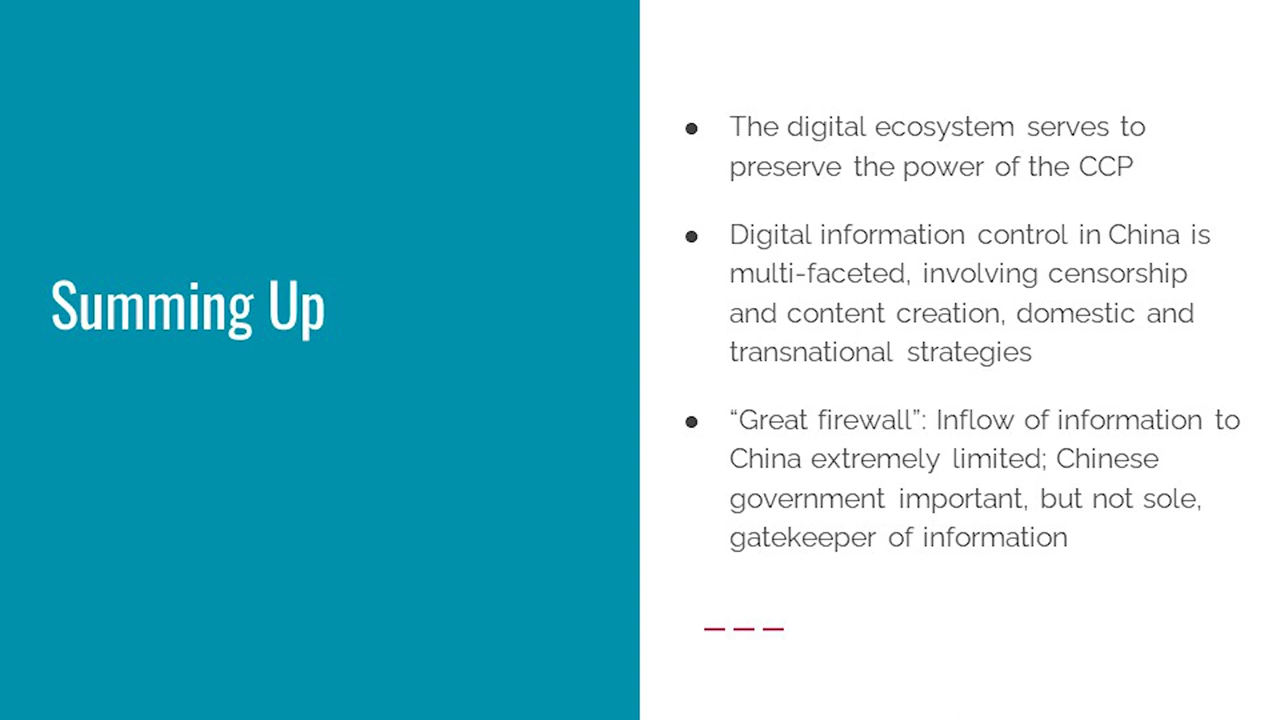 Summing Up
● The digital ecosystem serves to
preserve the power of the CCP
● Digital information control in China is
multi-faceted, involving censorship
and content creation, domestic and
transnational strategies
● “Great firewall”: Inflow of information to
China extremely limited; Chinese
government important, but not sole,
gatekeeper of information